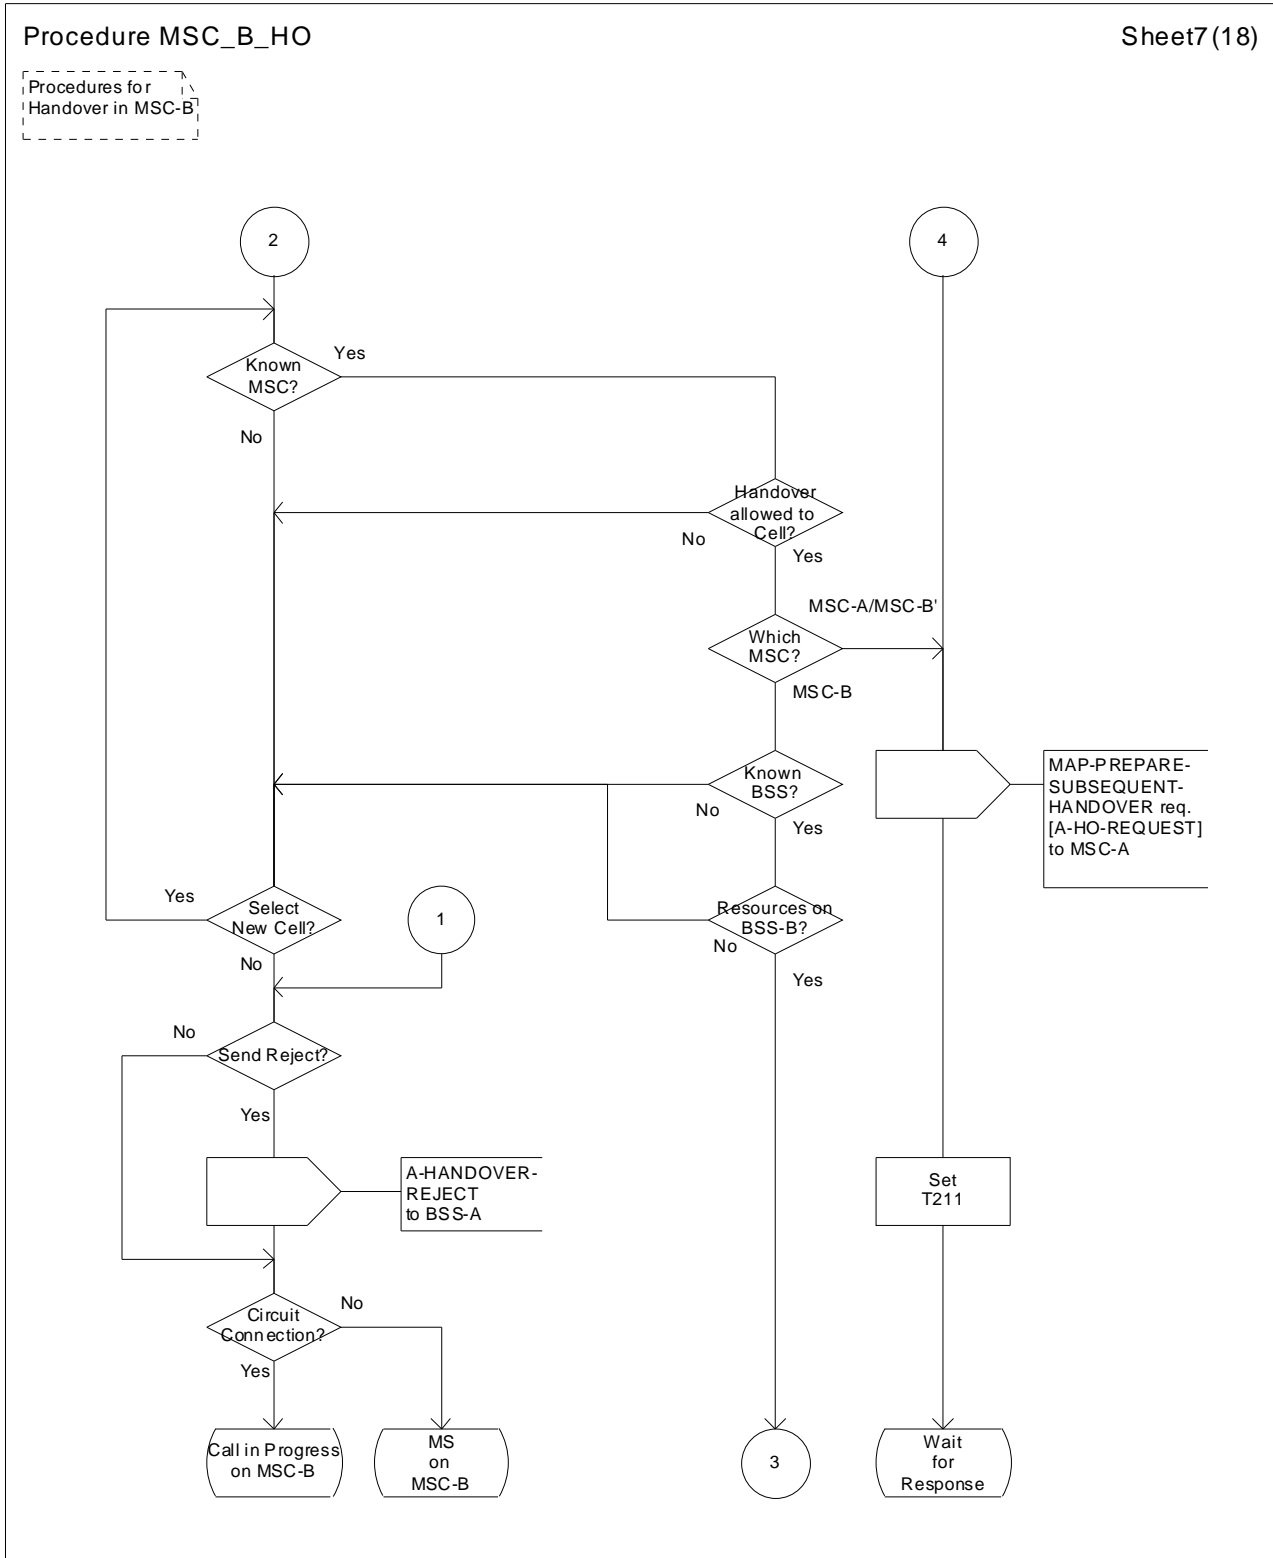 Procedure MSC_B_HO
Sheet7(18)
Procedures for
Handover in MSC-B
2
4
Known
MSC?
Yes
No
Handover
allowed to
Cell?
No
Yes
MSC-A/MSC-B'
Which
MSC?
MSC-B
Known
BSS?
No
Yes
MAP-PREPARE-
SUBSEQUENT-
HANDOVER req.
[A-HO-REQUEST]
to MSC-A
Yes
Select
New Cell?
No
1
Resources on
BSS-B?
No
Yes
No
Send Reject?
Yes
A-HANDOVER-
REJECT
to BSS-A
Set
T211
Circuit
Connection?
No
Yes
Call in Progress
on MSC-B
MS
on
MSC-B
3
Wait
for
Response